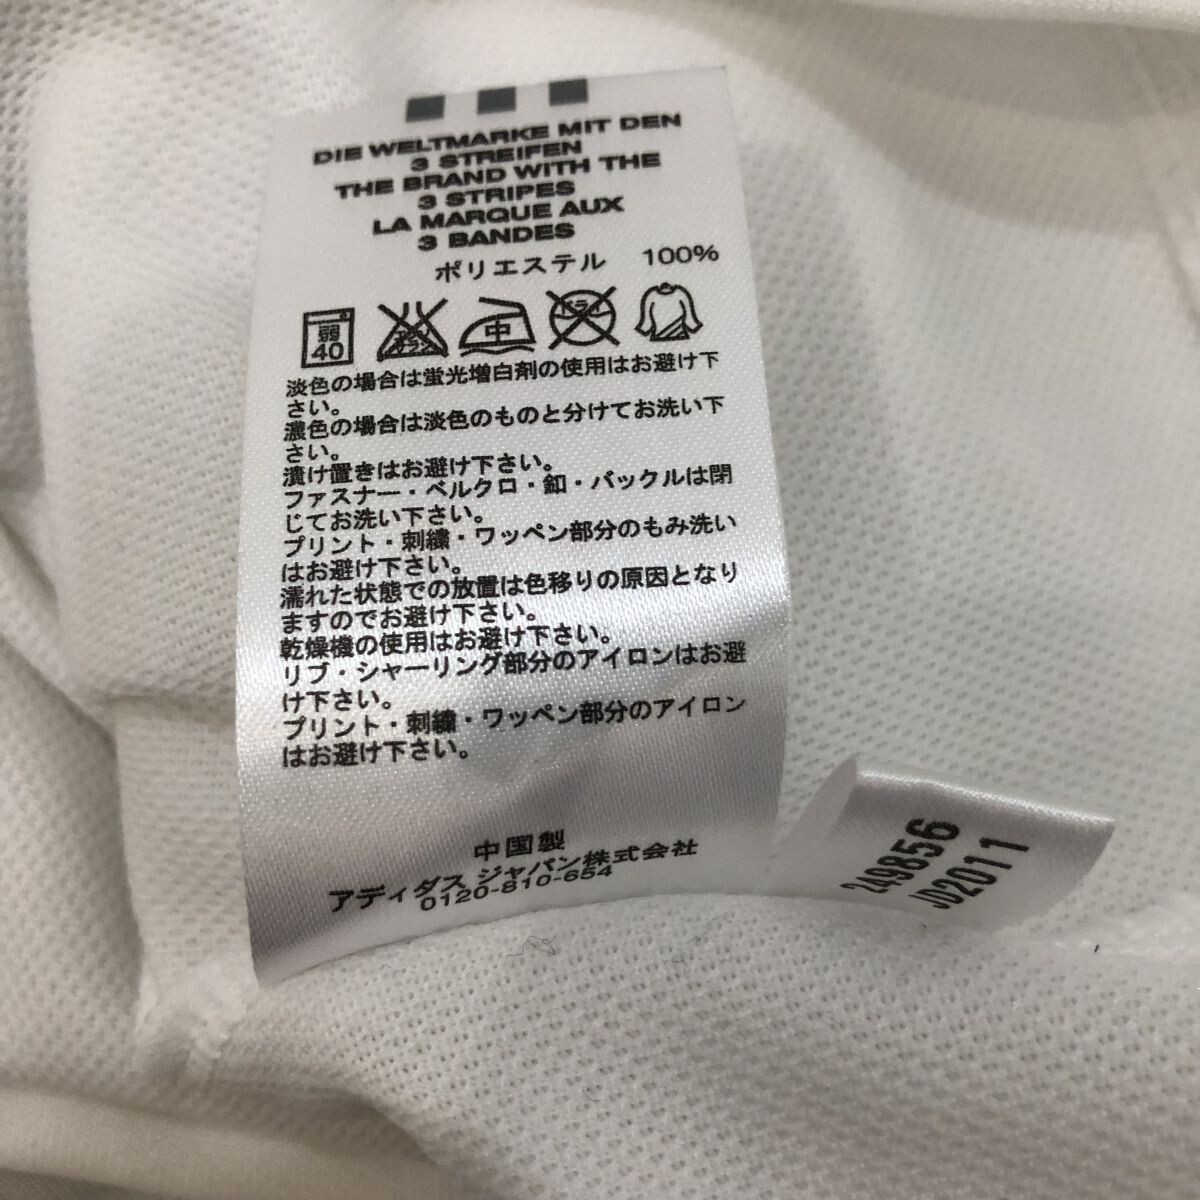 DIE WELTMARKE MIT DEN
3 STREIFEN
THE BRAND WITH THE
3 STRIPES
LA MARQUE AUX
3 BANDES
ポリエステル 100%
弱
40
エンソ
サラシ
中
ドライ
淡色の場合は蛍光増白剤の使用はお避け下
さい。
濃色の場合は淡色のものと分けてお洗い下
さい。
漬け置きはお避け下さい。
ファスナー・ベルクロ・釦・バックルは閉
じてお洗い下さい。
プリント・刺繍・ワッペン部分のもみ洗い
はお避け下さい。
濡れた状態での放置は色移りの原因となり
ますのでお避け下さい。
乾燥機の使用はお避け下さい。
リブ・シャーリング部分のアイロンはお避
け下さい。
プリント・刺繍・ワッペン部分のアイロン
はお避け下さい。
中国製
アディダス ジャパン株式会社
0120-810-654
249856
JD2011